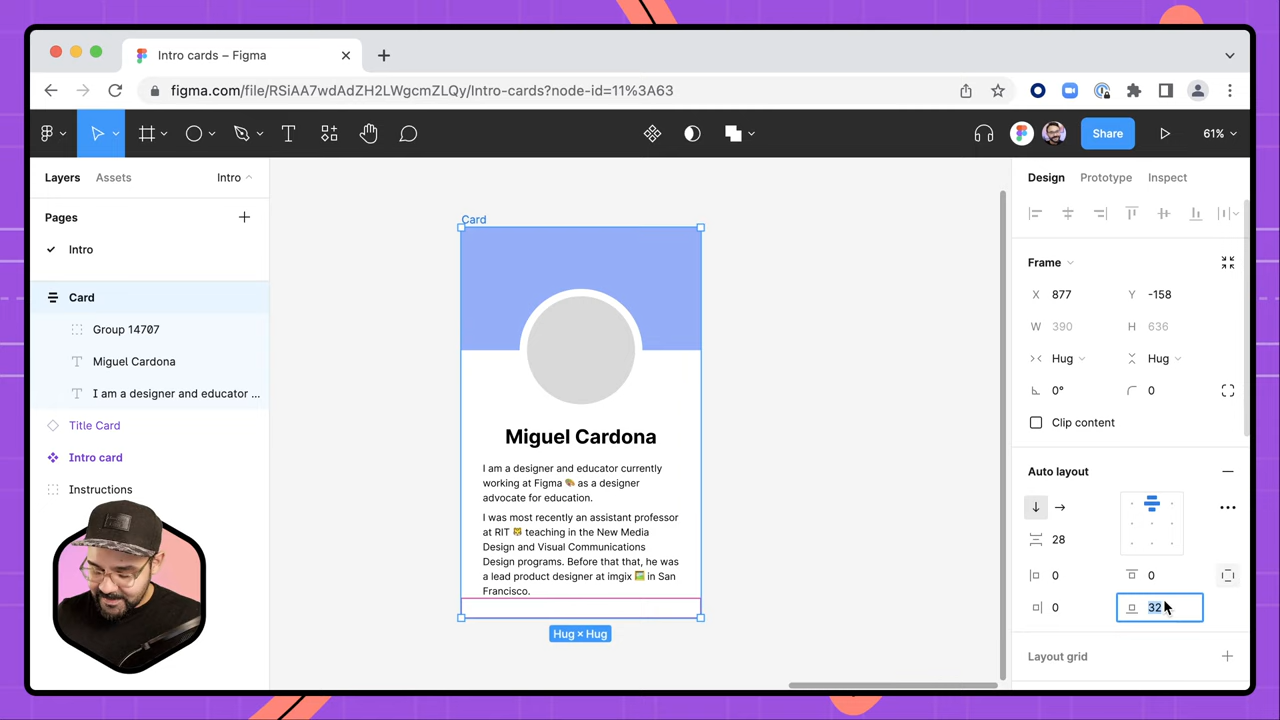 Intro cards – Figma
figma.com/file/RSiAA7wdAdZH2LWgcmZLQy/Intro-cards?node-id=11%3A63
Share
61%
Layers
Assets
Intro
Pages
Intro
Card
Group 14707
Miguel Cardona
I am a designer and educator ...
Title Card
Intro card
Instructions
Card
Miguel Cardona
I am a designer and educator currently
working at Figma 🎨 as a designer
advocate for education.
I was most recently an assistant professor
at RIT 🐯 teaching in the New Media
Design and Visual Communications
Design programs. Before that that, he was
a lead product designer at imgix 🖼️ in San
Francisco.
Hug × Hug
Design
Prototype
Inspect
Frame
X 877
Y -158
W 390
H 636
Hug
Hug
0°
0
Clip content
Auto layout
28
0
0
0
32
Layout grid